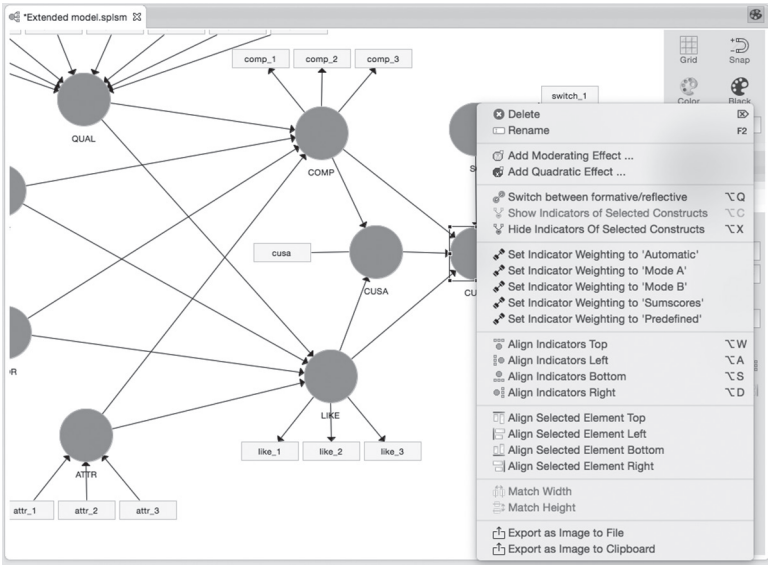 *Extended model.splsm
comp_1
comp_2
comp_3
Grid
Snap
switch_1
Color
Black
QUAL
COMP
cusa
CUSA
CU
OR
LIKE
like_1
like_2
like_3
ATTR
attr_1
attr_2
attr_3
Delete
Rename F2
Add Moderating Effect ...
Add Quadratic Effect ...
Switch between formative/reflective ⌥Q
Show Indicators of Selected Constructs ⌥C
Hide Indicators Of Selected Constructs ⌥X
Set Indicator Weighting to 'Automatic'
Set Indicator Weighting to 'Mode A'
Set Indicator Weighting to 'Mode B'
Set Indicator Weighting to 'Sumscores'
Set Indicator Weighting to 'Predefined'
Align Indicators Top ⌥W
Align Indicators Left ⌥A
Align Indicators Bottom ⌥S
Align Indicators Right ⌥D
Align Selected Element Top
Align Selected Element Left
Align Selected Element Bottom
Align Selected Element Right
Match Width
Match Height
Export as Image to File
Export as Image to Clipboard